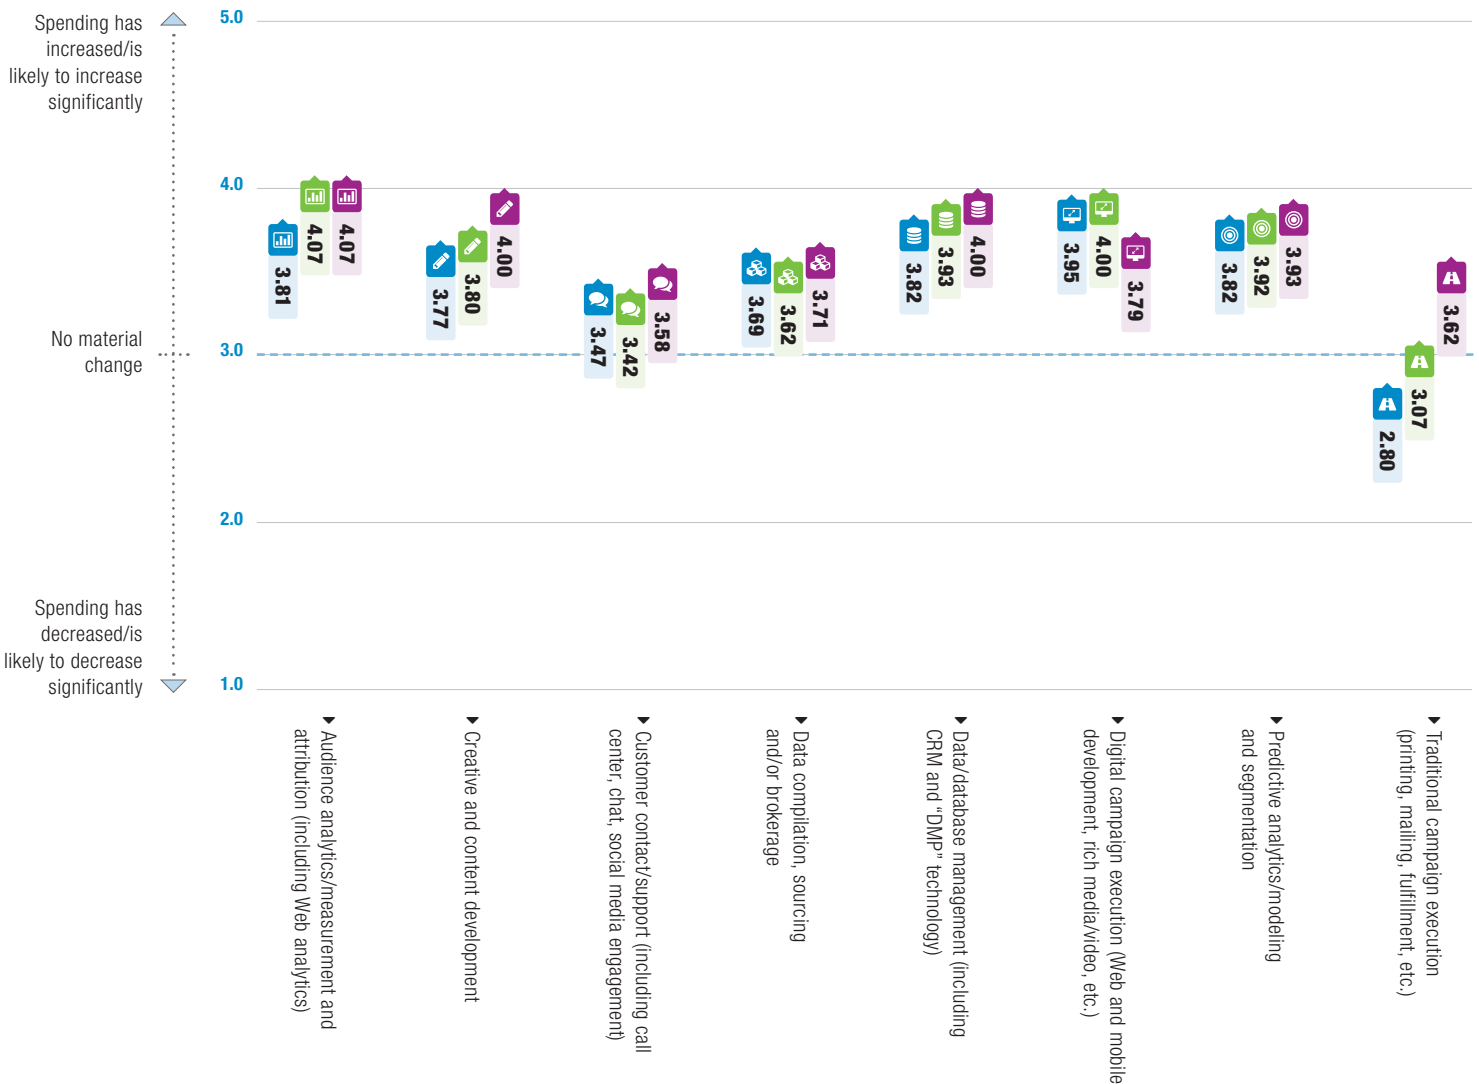 Spending has
increased/is
likely to increase
significantly
No material
change
Spending has
decreased/is
likely to decrease
significantly
5.0
4.0
3.0
2.0
1.0
3.81
4.07
4.07
3.77
3.80
4.00
3.47
3.42
3.58
3.69
3.62
3.71
3.82
3.93
4.00
3.95
4.00
3.79
3.82
3.92
3.93
2.80
3.07
3.62
Audience analytics/measurement and
attribution (including Web analytics)
Creative and content development
Customer contact/support (including call
center, chat, social media engagement)
Data compilation, sourcing
and/or brokerage
Data/database management (including
CRM and “DMP” technology)
Digital campaign execution (Web and mobile
development, rich media/video, etc.)
Predictive analytics/modeling
and segmentation
Traditional campaign execution
(printing, mailing, fulfillment, etc.)